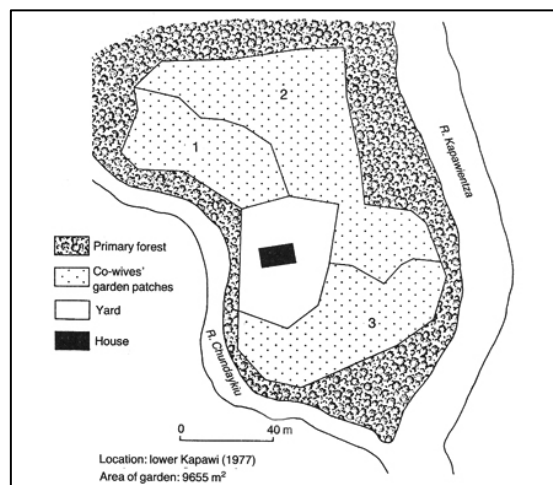 2
1
R. Kapawientza
Primary forest
Co-wives'
garden patches
Yard
House
3
R. Chundaykiu
0 40 m
Location: lower Kapawi (1977)
Area of garden: 9655 m²